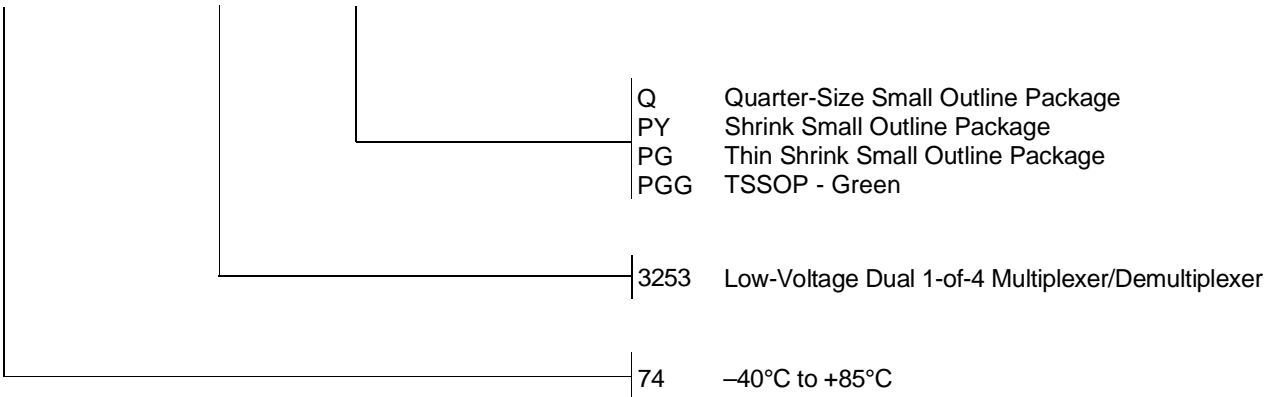 Q Quarter-Size Small Outline Package
PY Shrink Small Outline Package
PG Thin Shrink Small Outline Package
PGG TSSOP - Green
3253 Low-Voltage Dual 1-of-4 Multiplexer/Demultiplexer
74 –40°C to +85°C